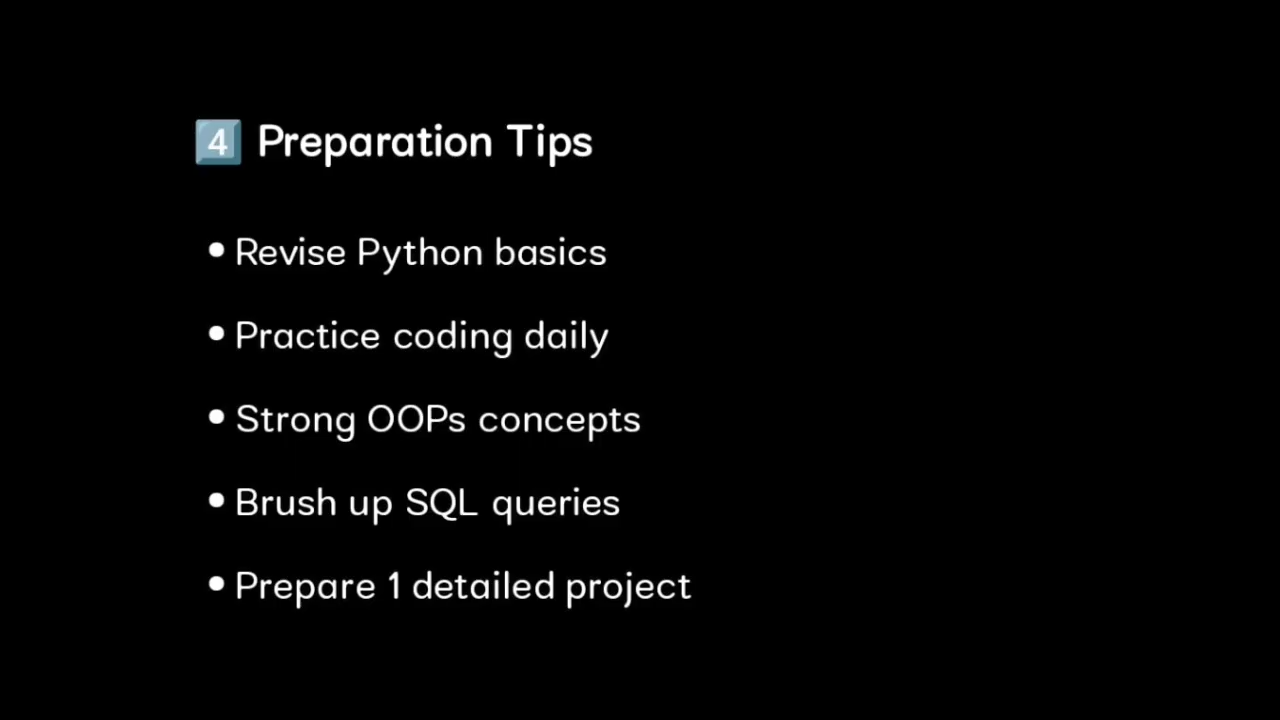 4️⃣ Preparation Tips
• Revise Python basics
• Practice coding daily
• Strong OOPs concepts
• Brush up SQL queries
• Prepare 1 detailed project